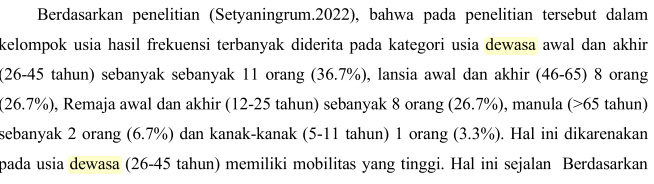 Berdasarkan penelitian (Setyaningrum.2022), bahwa pada penelitian tersebut dalam
kelompok usia hasil frekuensi terbanyak diderita pada kategori usia dewasa awal dan akhir
(26-45 tahun) sebanyak sebanyak 11 orang (36.7%), lansia awal dan akhir (46-65) 8 orang
(26.7%), Remaja awal dan akhir (12-25 tahun) sebanyak 8 orang (26.7%), manula (>65 tahun)
sebanyak 2 orang (6.7%) dan kanak-kanak (5-11 tahun) 1 orang (3.3%). Hal ini dikarenakan
pada usia dewasa (26-45 tahun) memiliki mobilitas yang tinggi. Hal ini sejalan Berdasarkan